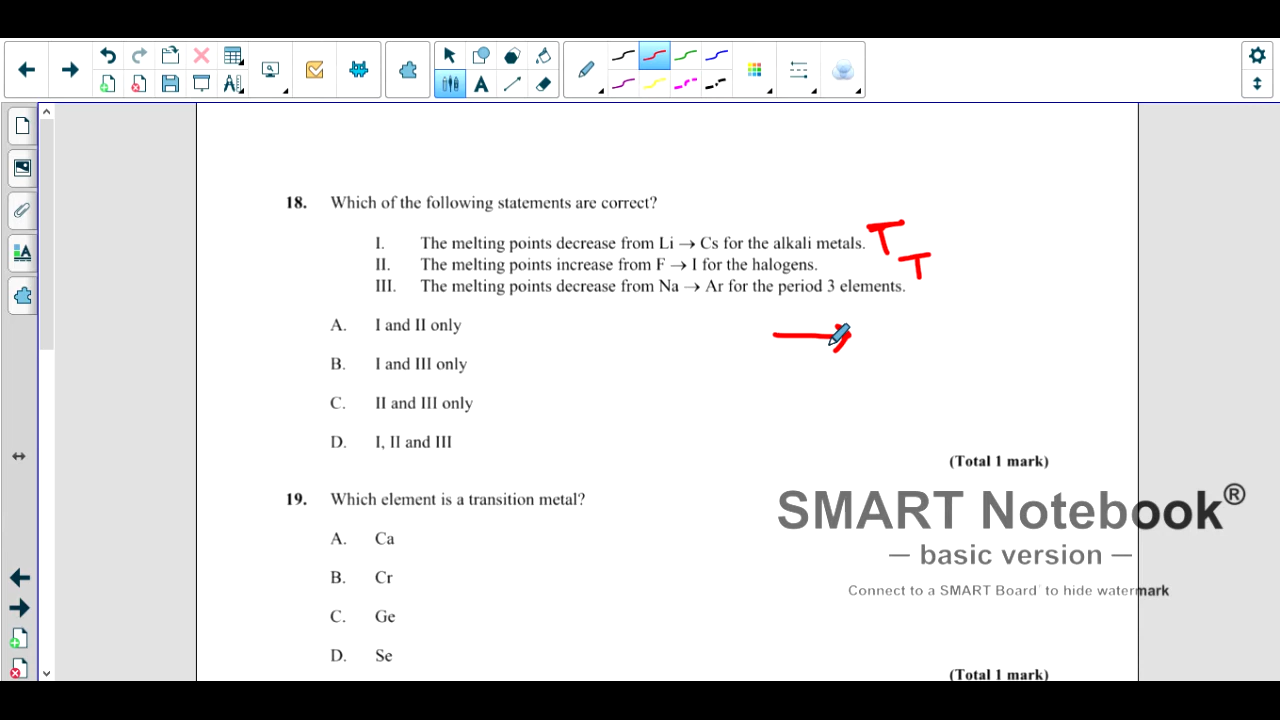 18. Which of the following statements are correct?
I. The melting points decrease from Li → Cs for the alkali metals. T
II. The melting points increase from F → I for the halogens. T
III. The melting points decrease from Na → Ar for the period 3 elements.
A. I and II only
B. I and III only
C. II and III only
D. I, II and III
(Total 1 mark)
19. Which element is a transition metal?
A. Ca
B. Cr
C. Ge
D. Se
(Total 1 mark)
SMART Notebook®
— basic version —
Connect to a SMART Board to hide watermark